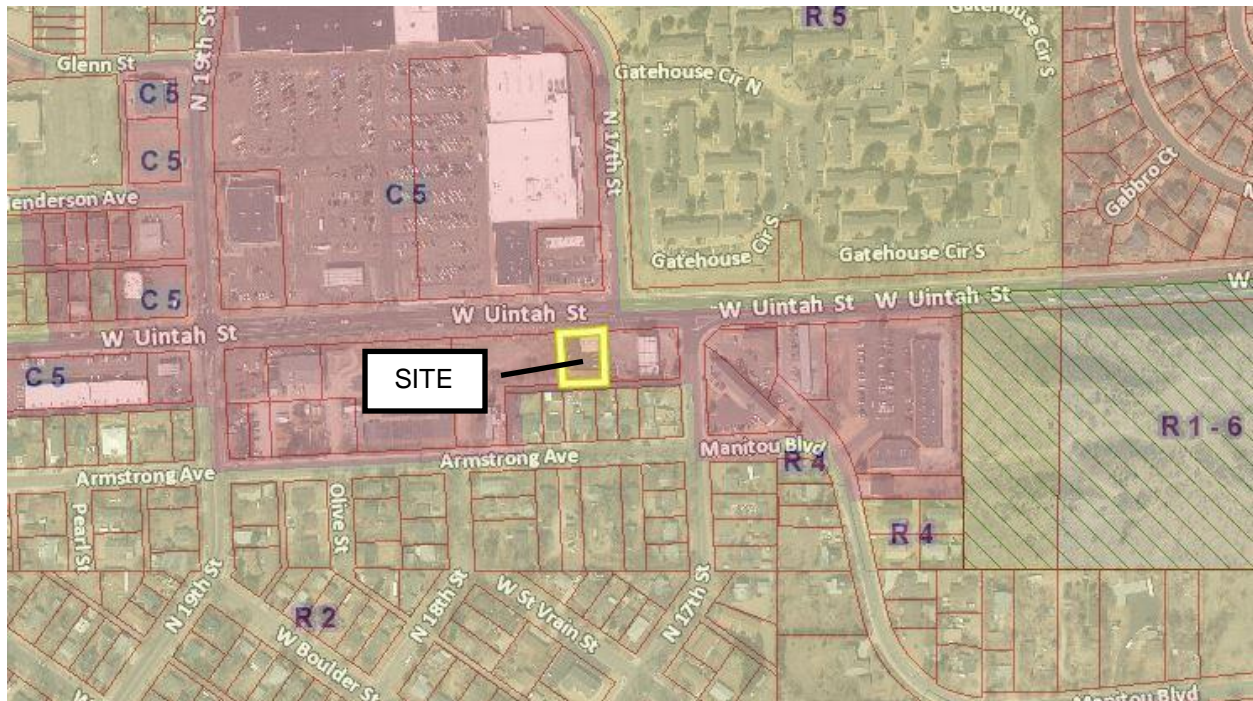 R 5
Gatehouse Cir S
N 19th St
Glenn St
C 5
Gatehouse Cir N
Gatehouse Cir S
N 17th St
C 5
C 5
Gabbro Ct
Henderson Ave
Gatehouse Cir S
Gatehouse Cir S
C 5
W Uintah St
W Uintah St
W Uintah St
W
W Uintah St
C 5
SITE
R 1 - 6
Manitou Blvd
Armstrong Ave
R 4
Armstrong Ave
Pearl St
Olive St
R 4
N 19th St
N 18th St
W St Vrain St
N 17th St
R 2
W Boulder St
Manitou Blvd